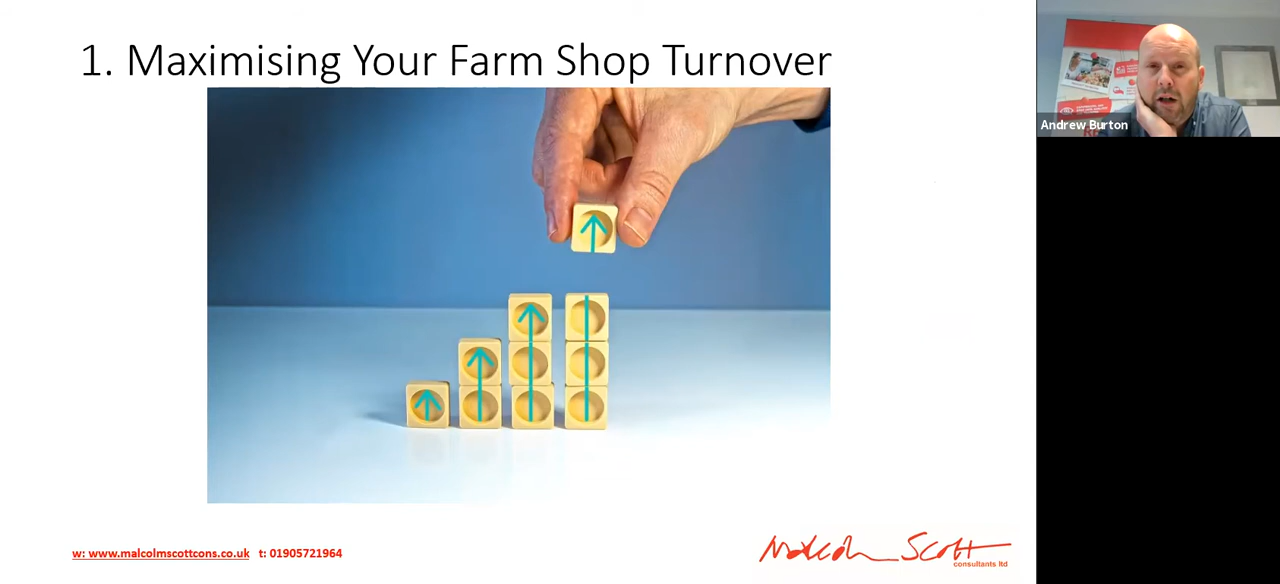 1. Maximising Your Farm Shop Turnover
Andrew Burton
w: www.malcolmscottcons.co.uk t: 01905721964
Malcolm Scott
consultants ltd